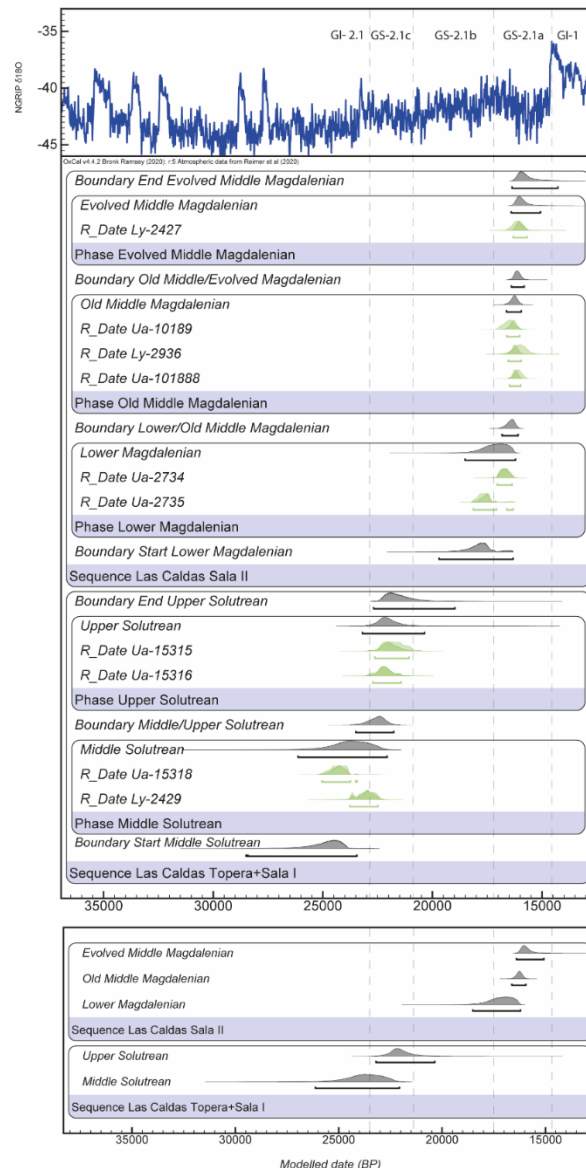 -33
-40
-45
NGRIP δ18O
GI- 2.1 GS-2.1c GS-2.1b GS-2.1a GI-1
OxCal v4.4.2 Bronk Ramsey (2020); r:5 Atmospheric data from Reimer et al (2020)
Boundary End Evolved Middle Magdalenian
Evolved Middle Magdalenian
R_Date Ly-2427
Phase Evolved Middle Magdalenian
Boundary Old Middle/Evolved Magdalenian
Old Middle Magdalenian
R_Date Ua-10189
R_Date Ly-2936
R_Date Ua-101888
Phase Old Middle Magdalenian
Boundary Lower/Old Middle Magdalenian
Lower Magdalenian
R_Date Ua-2734
R_Date Ua-2735
Phase Lower Magdalenian
Boundary Start Lower Magdalenian
Sequence Las Caldas Sala II
Boundary End Upper Solutrean
Upper Solutrean
R_Date Ua-15315
R_Date Ua-15316
Phase Upper Solutrean
Boundary Middle/Upper Solutrean
Middle Solutrean
R_Date Ua-15318
R_Date Ly-2429
Phase Middle Solutrean
Boundary Start Middle Solutrean
Sequence Las Caldas Topera+Sala I
35000 30000 25000 20000 15000
Evolved Middle Magdalenian
Old Middle Magdalenian
Lower Magdalenian
Sequence Las Caldas Sala II
Upper Solutrean
Middle Solutrean
Sequence Las Caldas Topera+Sala I
35000 30000 25000 20000 15000
Modelled date (BP)